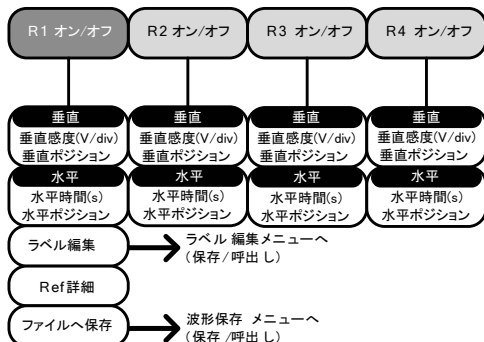 R1 オン/オフ R2 オン/オフ R3 オン/オフ R4 オン/オフ
垂直 垂直 垂直 垂直
垂直感度(V/div) 垂直感度(V/div) 垂直感度(V/div) 垂直感度(V/div)
垂直ポジション 垂直ポジション 垂直ポジション 垂直ポジション
水平 水平 水平 水平
水平時間(s) 水平時間(s) 水平時間(s) 水平時間(s)
水平ポジション 水平ポジション 水平ポジション 水平ポジション
ラベル編集 ラベル 編集メニューへ
(保存/呼出し)
Ref詳細
ファイルへ保存 波形保存 メニューへ
(保存/呼出し)